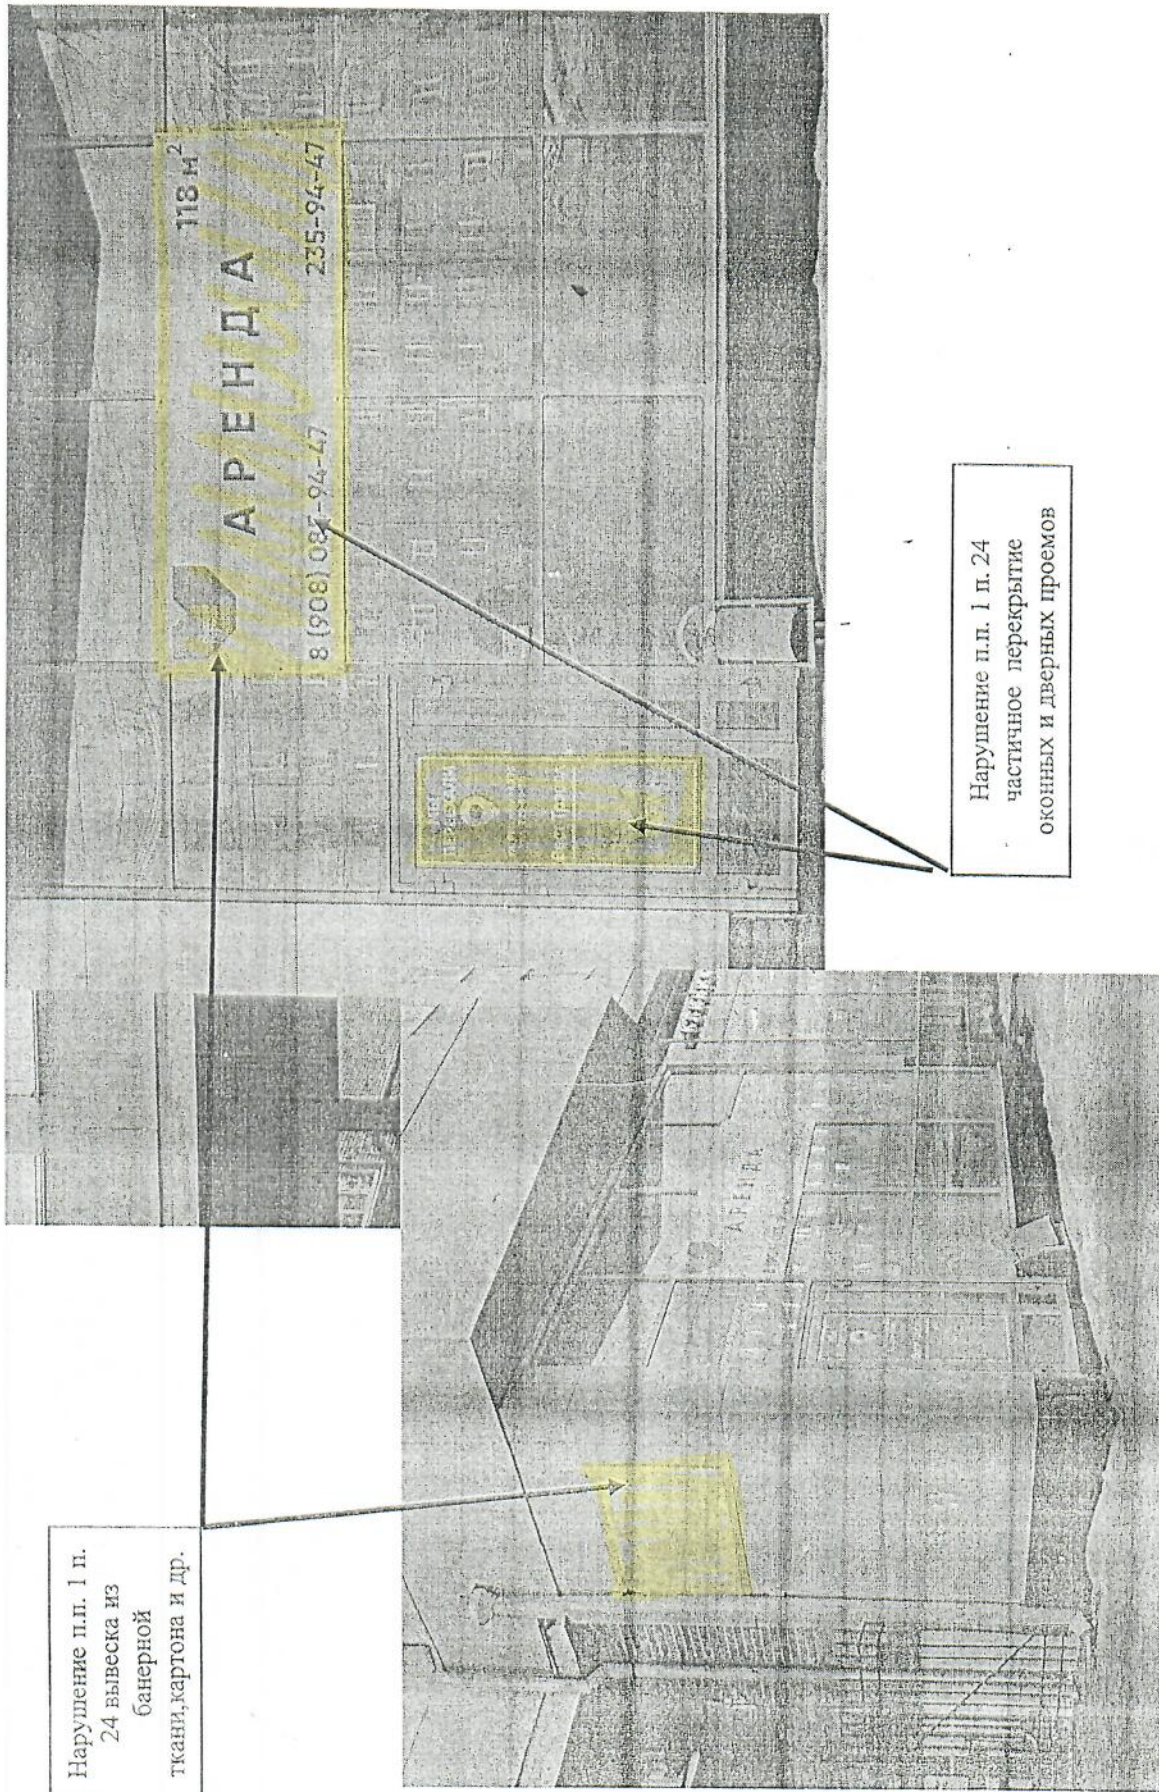 Нарушение п.п. 1 п.
24 вывеска из
банерной
ткани,картона и др.
АРЕНДА
118 м²
8 (908) 087-94-47
235-94-47
Нарушение п.п. 1 п. 24
частичное перекрытие
оконных и дверных проемов
АРЕНДА